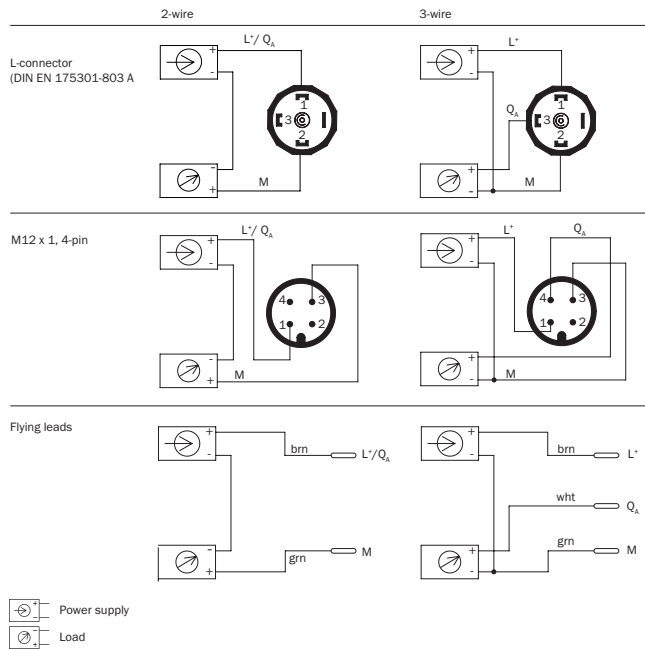 2-wire 3-wire
L-connector
(DIN EN 175301-803 A
L⁺/ Q_A
+
-
1
3
2
-
+
M
L⁺
+
-
Q_A
1
3
2
+
-
M
M12 x 1, 4-pin
L⁺/ Q_A
+
-
4 3
1 2
-
+
M
L⁺ Q_A
+
-
4 3
1 2
+
-
M
Flying leads
+
-
brn L⁺/Q_A
-
+
grn M
+
-
brn L⁺
wht Q_A
+
-
grn M
+
-
Power supply
-
+
Load